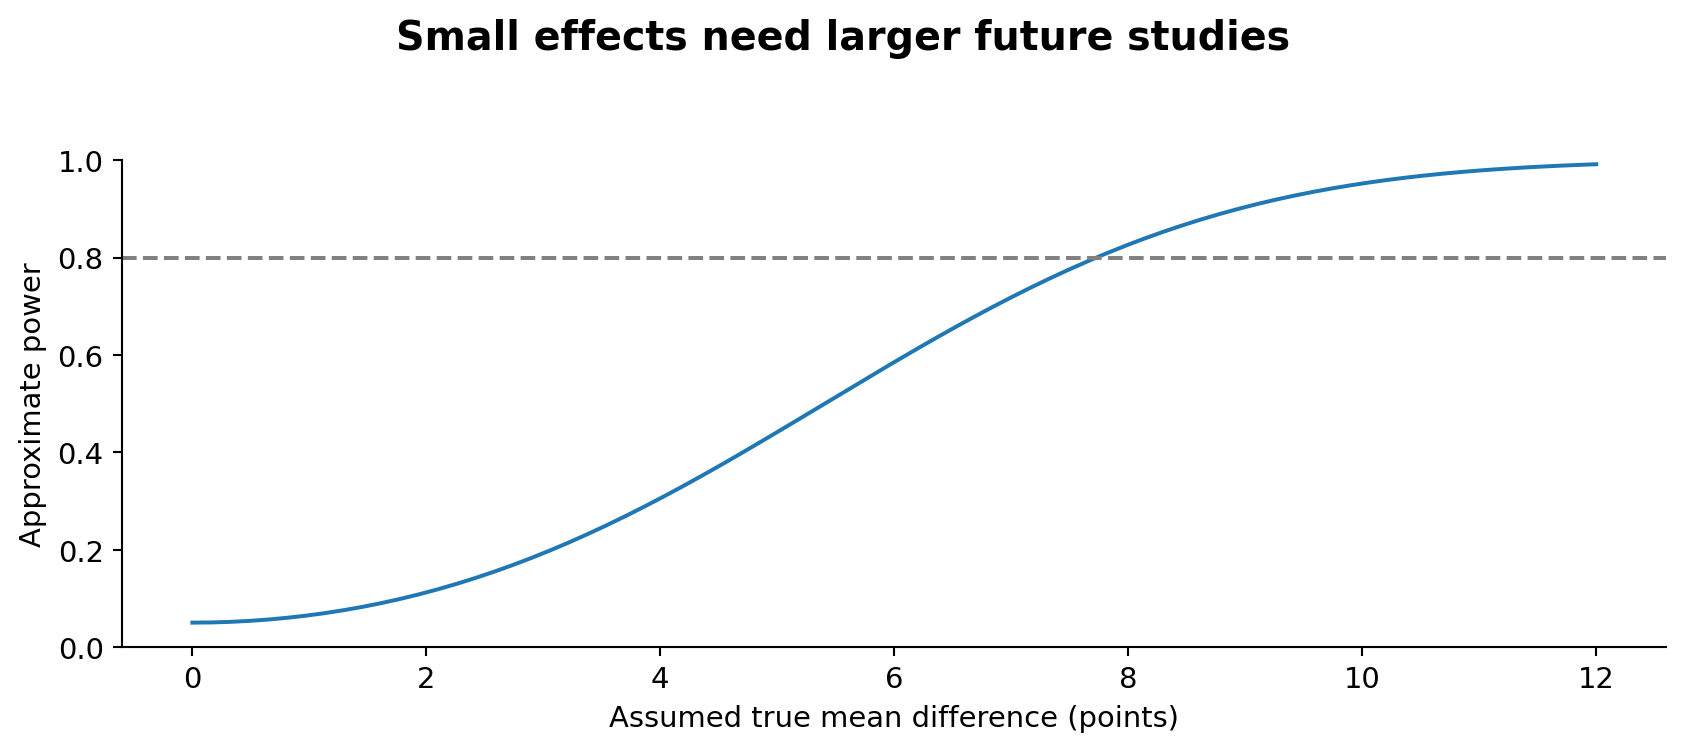 Small effects need larger future studies
1.0
0.8
0.6
0.4
0.2
0.0
Approximate power
0 2 4 6 8 10 12
Assumed true mean difference (points)